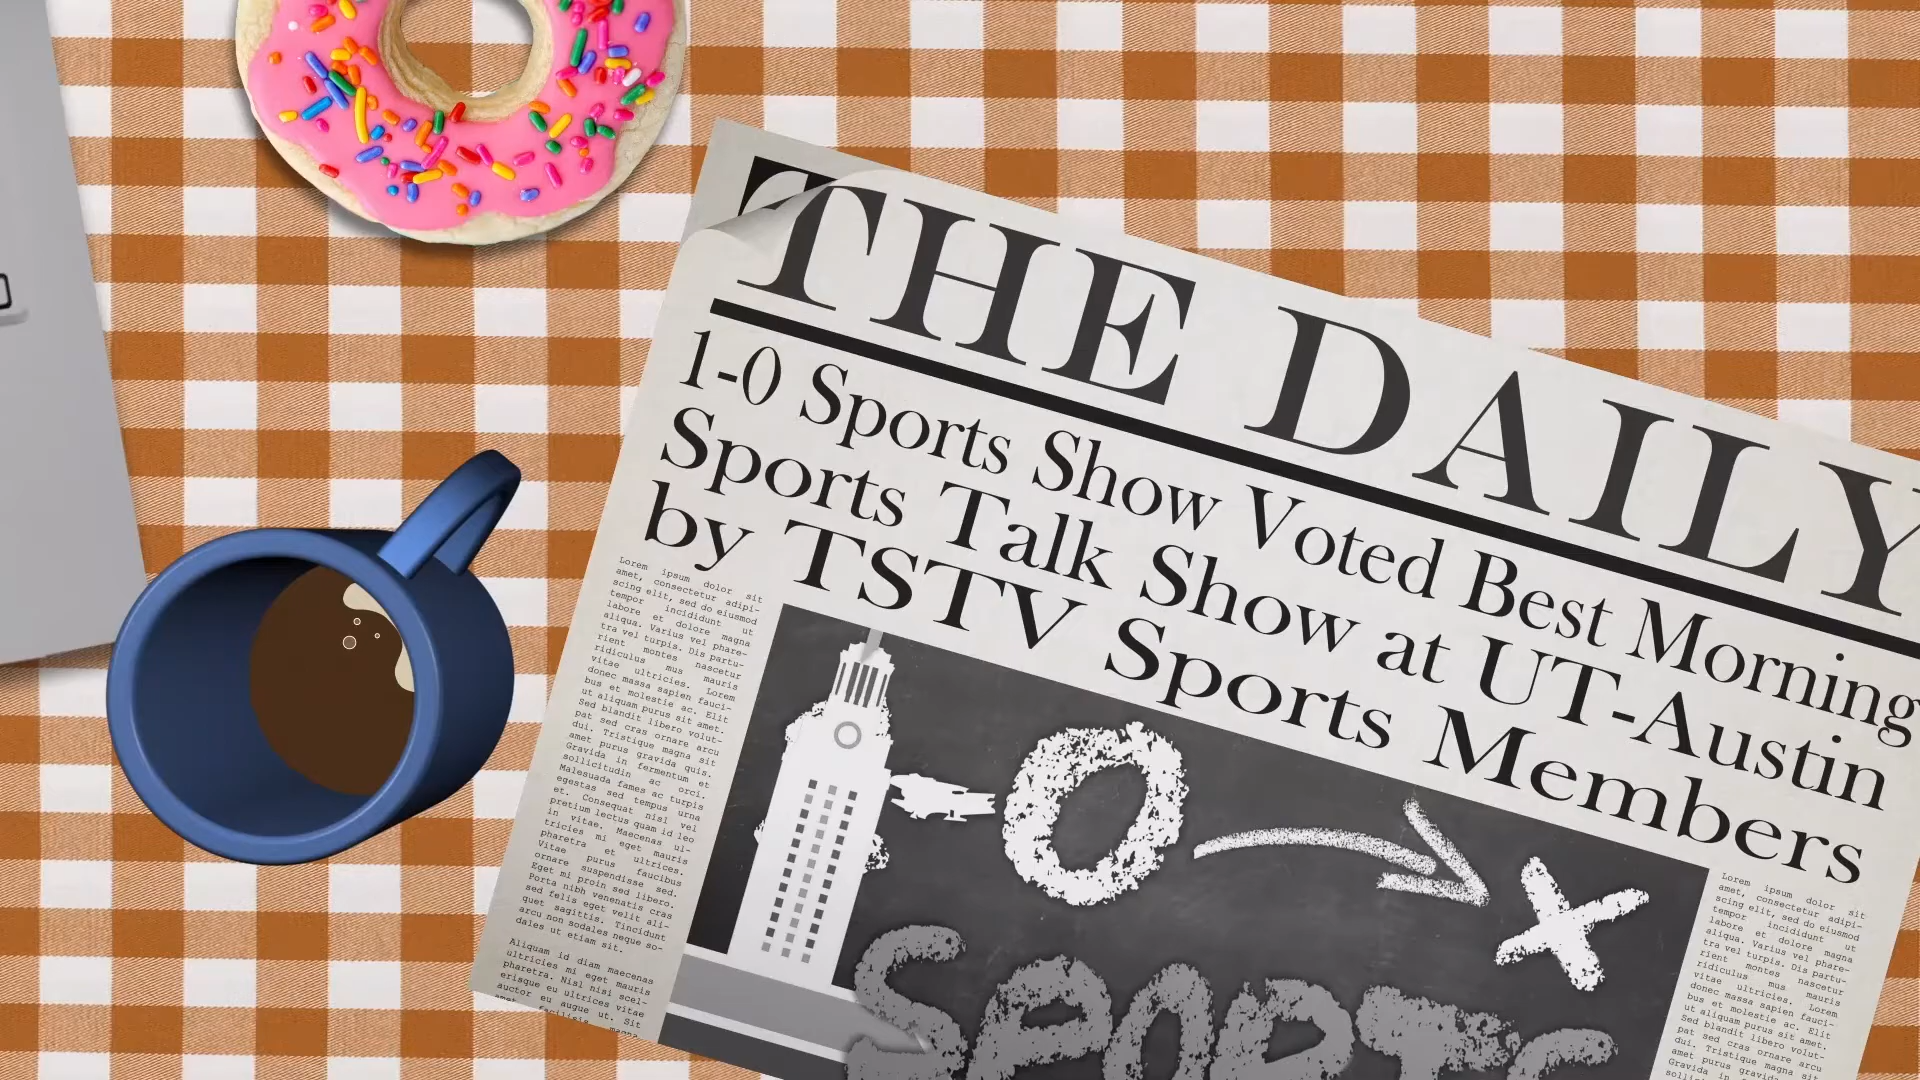 THE DAILY
1-0 Sports Show Voted Best Morning
Sports Talk Show at UT-Austin
by TSTV Sports Members
Lorem ipsum dolor sit
amet, consectetur adipi-
scing elit, sed do eiusmod
tempor incididunt ut
labore et dolore magna
aliqua. Varius vel phare-
tra vel turpis. Dis partu-
rient montes nascetur
ridiculus mus mauris
vitae ultricies. Lorem
donec massa sapien fauci-
bus et molestie ac. Elit
ut aliquam purus sit amet.
Sed blandit libero volut-
pat sed cras ornare arcu
dui. Tristique magna sit
amet purus gravida quis.
Gravida in fermentum et
sollicitudin ac orci.
Malesuada fames ac turpis
egestas sed tempus urna
et. Consequat nisl vel
pretium lectus quam id leo
in vitae. Maecenas ul-
tricies mi eget mauris
pharetra et ultrices.
Vitae purus faucibus
ornare suspendisse sed.
Eget mi proin sed libero.
Porta nibh venenatis cras
sed felis eget velit ali-
quet sagittis. Tincidunt
arcu non sodales neque so-
dales ut etiam sit.
Aliquam id diam maecenas
ultricies mi eget mauris
pharetra. Nisl nisi scel-
erisque eu ultrices vitae
auctor eu augue ut. Sit
amet facilisis magna
O X
SPORTS
Lorem ipsum dolor sit
amet, consectetur adipi-
scing elit, sed do eiusmod
tempor incididunt ut
labore et dolore magna
aliqua. Varius vel phare-
tra vel turpis. Dis partu-
rient montes nascetur
ridiculus mus mauris
vitae ultricies. Lorem
donec massa sapien fauci-
bus et molestie ac. Elit
ut aliquam purus sit amet.
Sed blandit libero volut-
pat sed cras ornare arcu
dui. Tristique magna sit
amet purus gravida
Gravida in